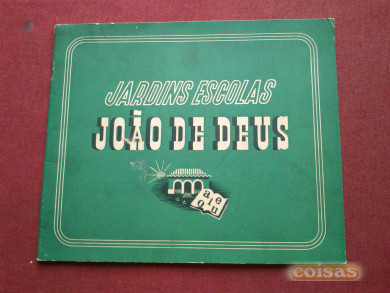 JARDINS ESCOLAS
JOÃO DE DEUS
a e
i
o u
coisas